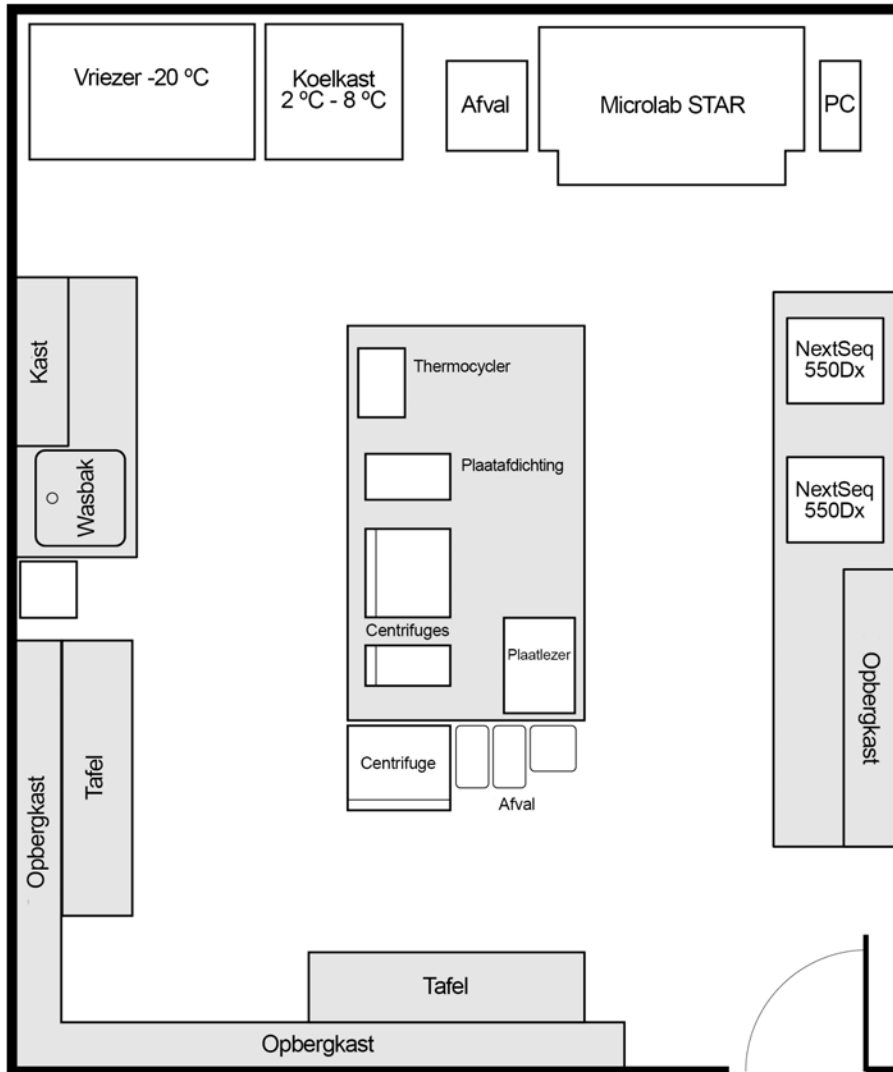 Vriezer -20 ºC
Koelkast
2 ºC - 8 ºC
Afval
Microlab STAR
PC
Kast
Wasbak
Thermocycler
Plaatafdichting
Centrifuges
Plaatlezer
NextSeq
550Dx
NextSeq
550Dx
Opbergkast
Opbergkast
Tafel
Centrifuge
Afval
Tafel
Opbergkast